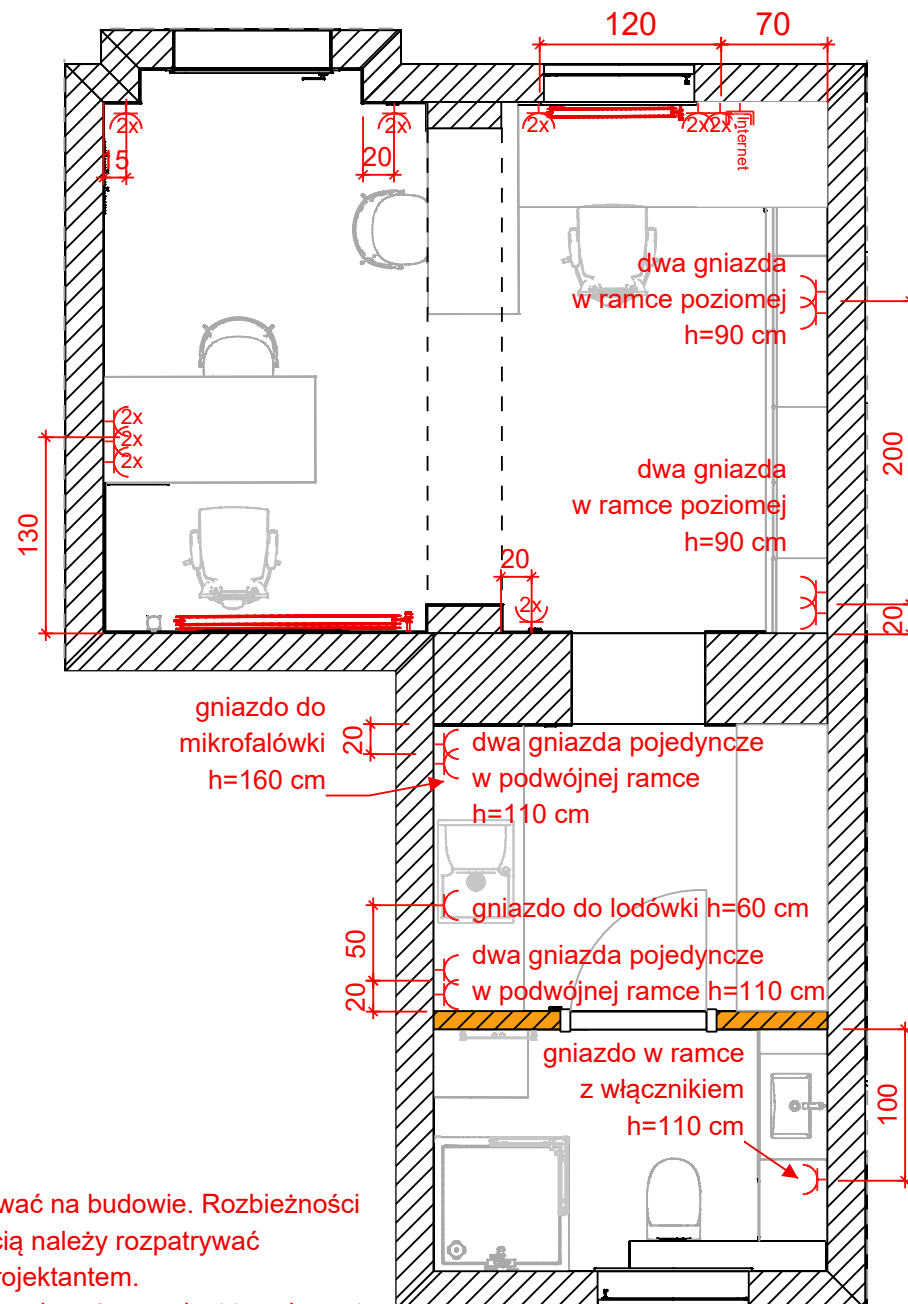 120
70
2x
2x
2x
2x
2x
internet
15
20
dwa gniazda
w ramce poziomej
h=90 cm
2x
2x
2x
200
dwa gniazda
w ramce poziomej
h=90 cm
130
20
2x
20
gniazdo do
mikrofalówki
h=160 cm
20
dwa gniazda pojedyncze
w podwójnej ramce
h=110 cm
gniazdo do lodówki h=60 cm
50
dwa gniazda pojedyncze
w podwójnej ramce h=110 cm
20
gniazdo w ramce
z włącznikiem
h=110 cm
100
wać na budowie. Rozbieżności
cią należy rozpatrywać
rojektantem.